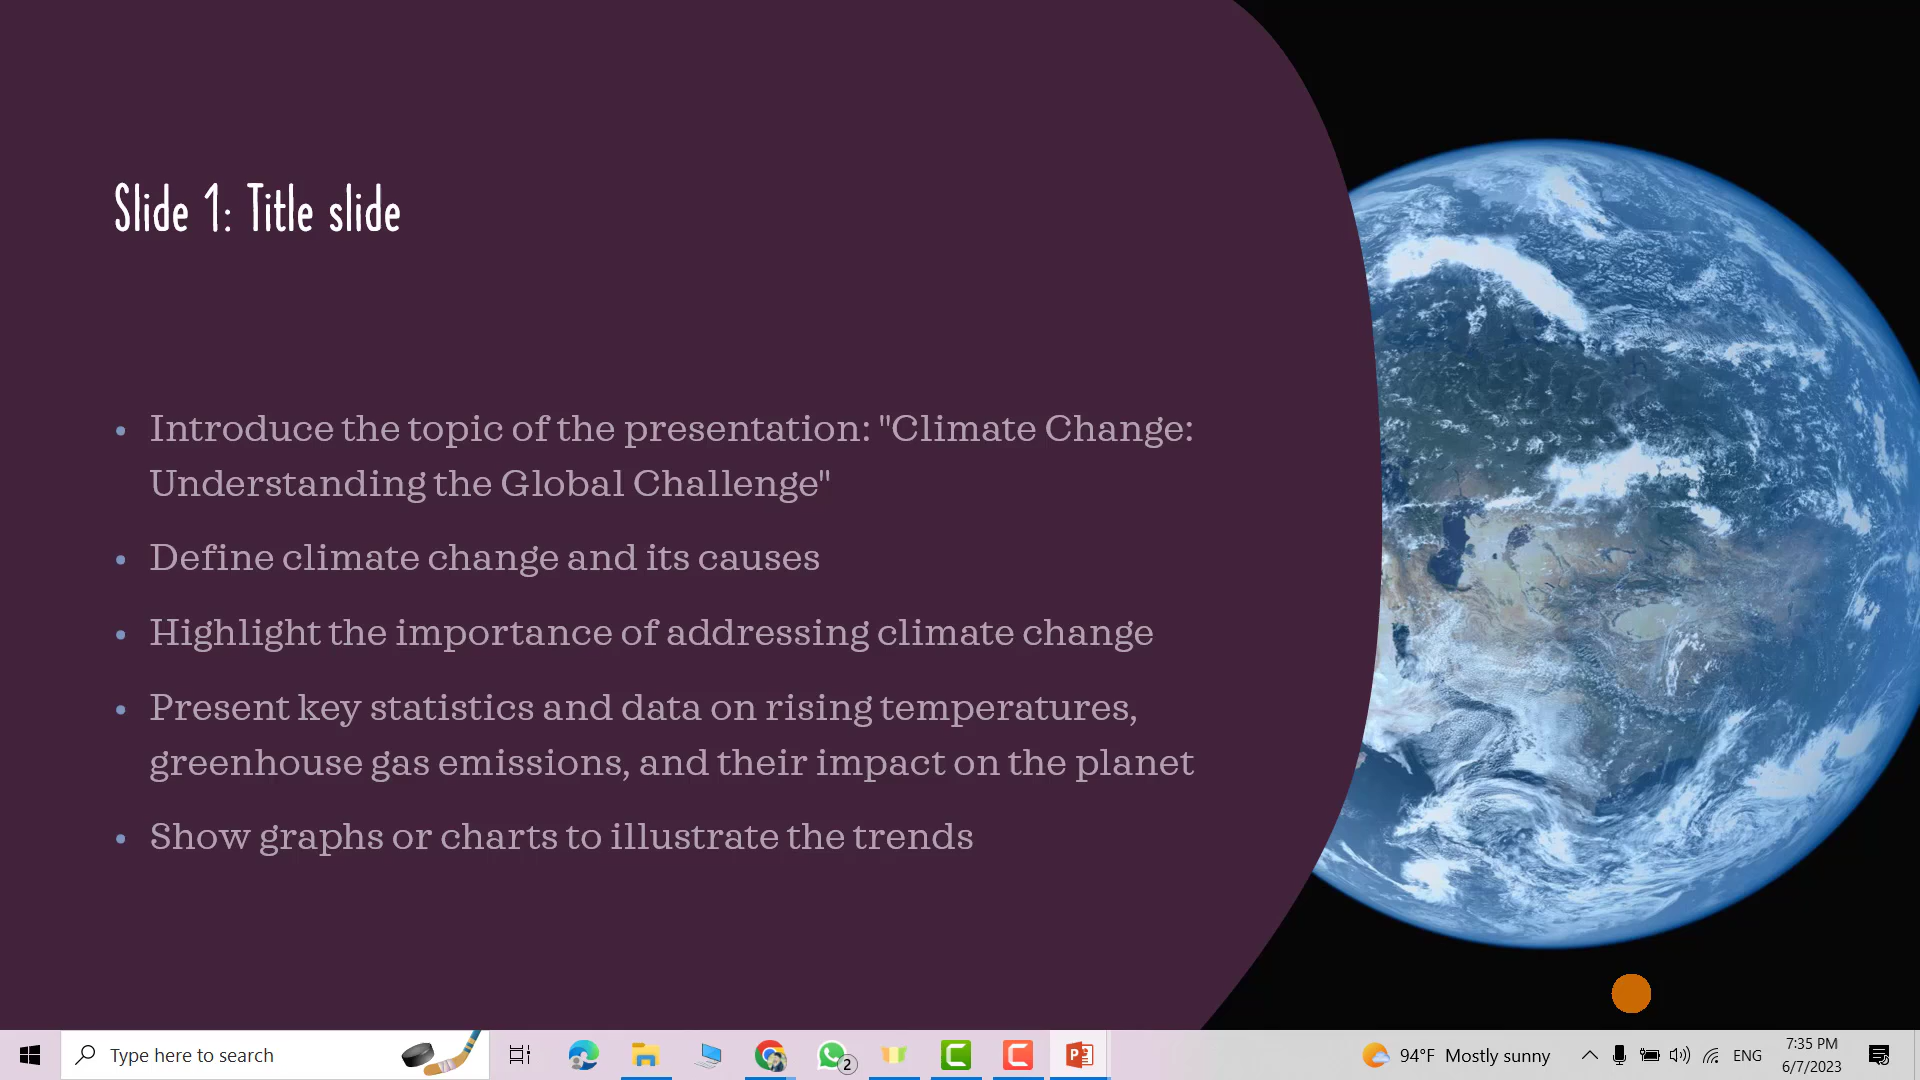 Slide 1: Title slide
• Introduce the topic of the presentation: "Climate Change:
Understanding the Global Challenge"
• Define climate change and its causes
• Highlight the importance of addressing climate change
• Present key statistics and data on rising temperatures,
greenhouse gas emissions, and their impact on the planet
• Show graphs or charts to illustrate the trends
Type here to search
2
94°F Mostly sunny
ENG
7:35 PM
6/7/2023